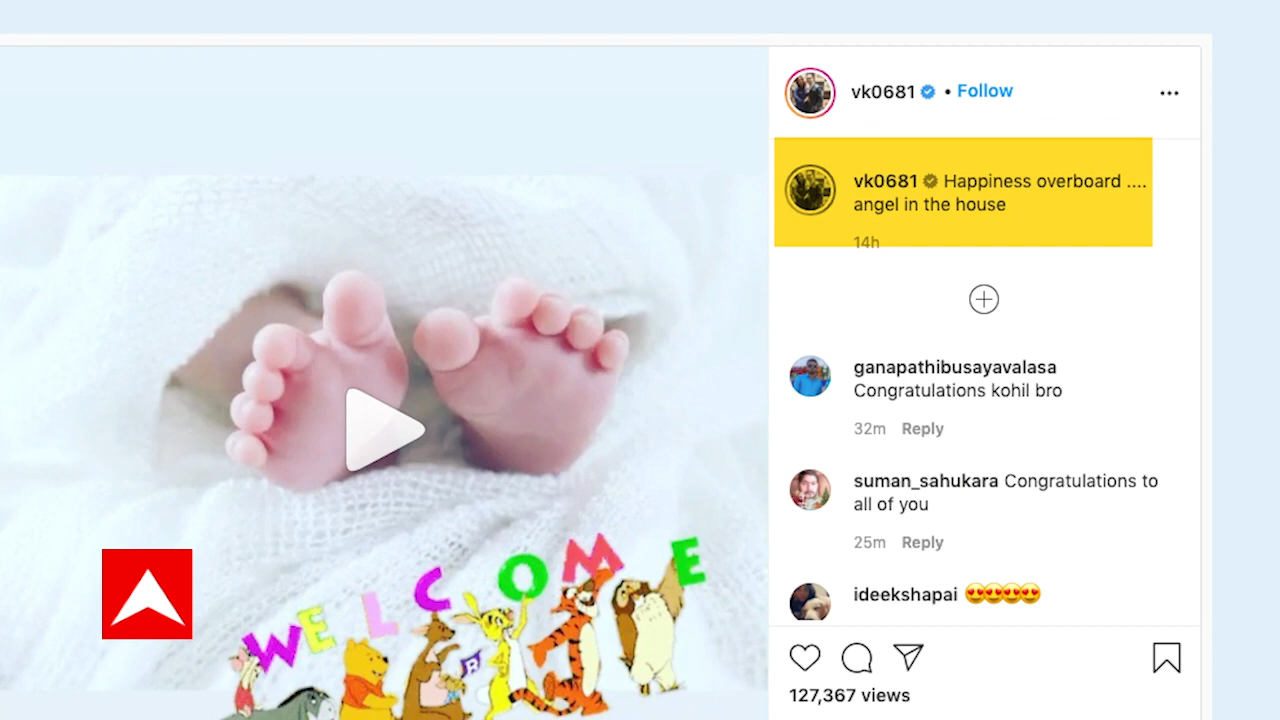 vk0681 • Follow
vk0681 Happiness overboard ....
angel in the house
14h
ganapathibusayavalasa
Congratulations kohil bro
32m Reply
suman_sahukara Congratulations to
all of you
25m Reply
ideekshapai 😍😍😍😍
127,367 views
WELCOME
R